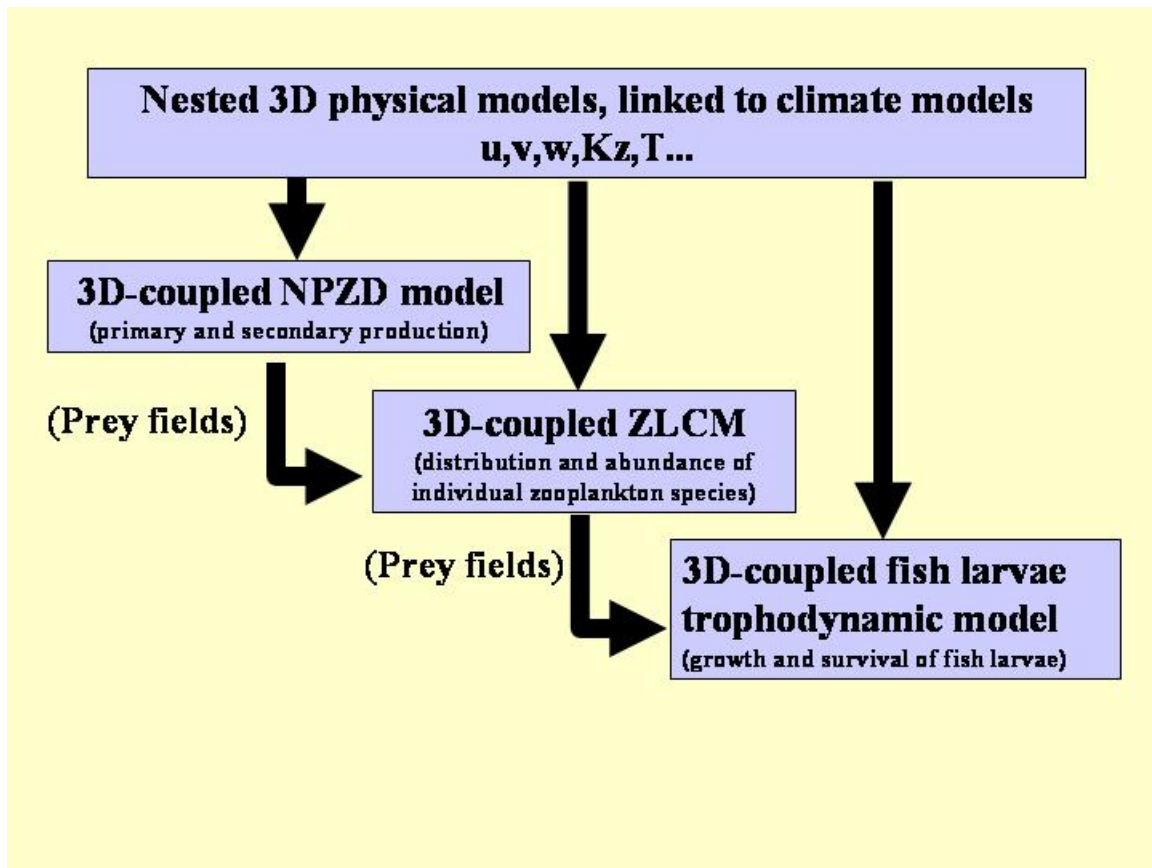 Nested 3D physical models, linked to climate models
u,v,w,Kz,T...
3D-coupled NPZD model
(primary and secondary production)
(Prey fields)
3D-coupled ZLCM
(distribution and abundance of
individual zooplankton species)
(Prey fields)
3D-coupled fish larvae
trophodynamic model
(growth and survival of fish larvae)